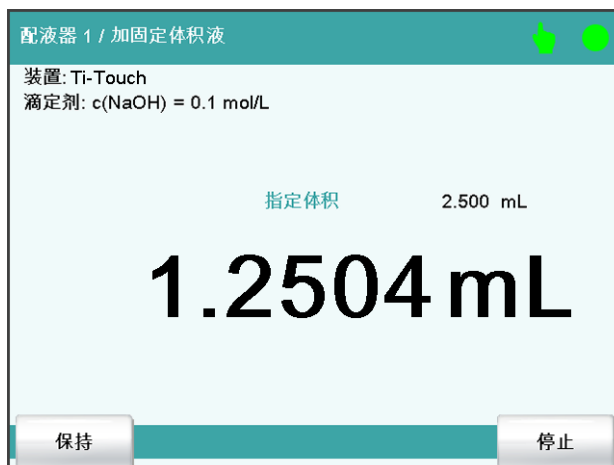 配液器 1 / 加固定体积液
装置: Ti-Touch
滴定剂: c(NaOH) = 0.1 mol/L
指定体积 2.500 mL
1.2504 mL
保持 停止